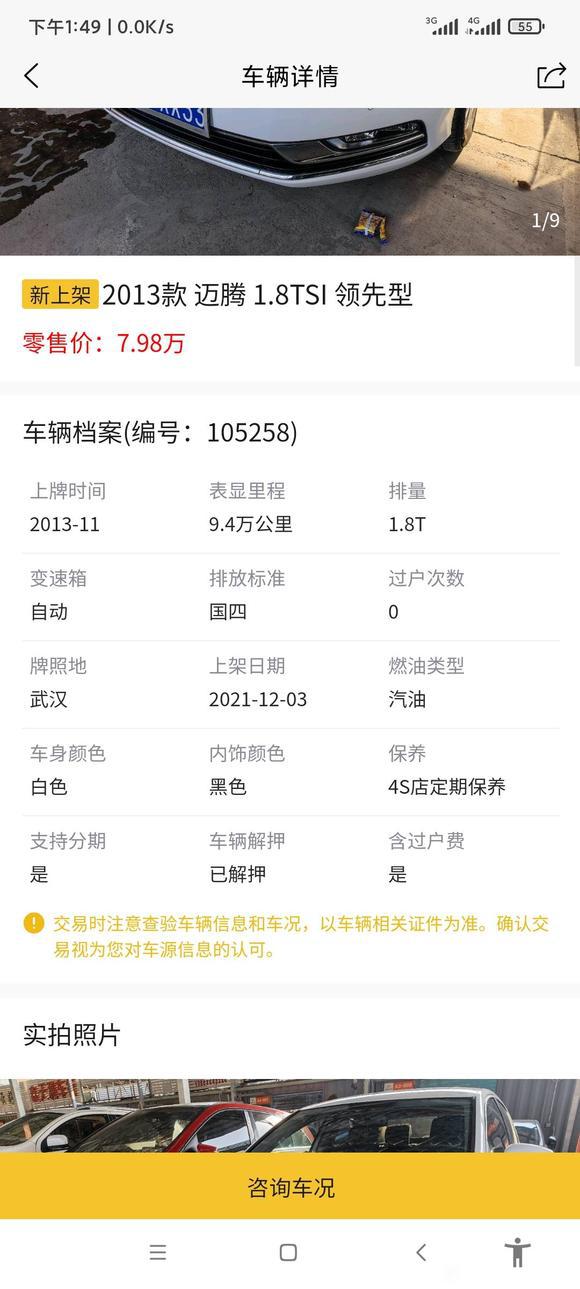 下午1:49 | 0.0K/s
3G
4G
55
车辆详情
1/9
新上架 2013款 迈腾 1.8TSI 领先型
零售价：7.98万
车辆档案(编号：105258)
上牌时间 表显里程 排量
2013-11 9.4万公里 1.8T
变速箱 排放标准 过户次数
自动 国四 0
牌照地 上架日期 燃油类型
武汉 2021-12-03 汽油
车身颜色 内饰颜色 保养
白色 黑色 4S店定期保养
支持分期 车辆解押 含过户费
是 已解押 是
交易时注意查验车辆信息和车况，以车辆相关证件为准。确认交
易视为您对车源信息的认可。
实拍照片
咨询车况